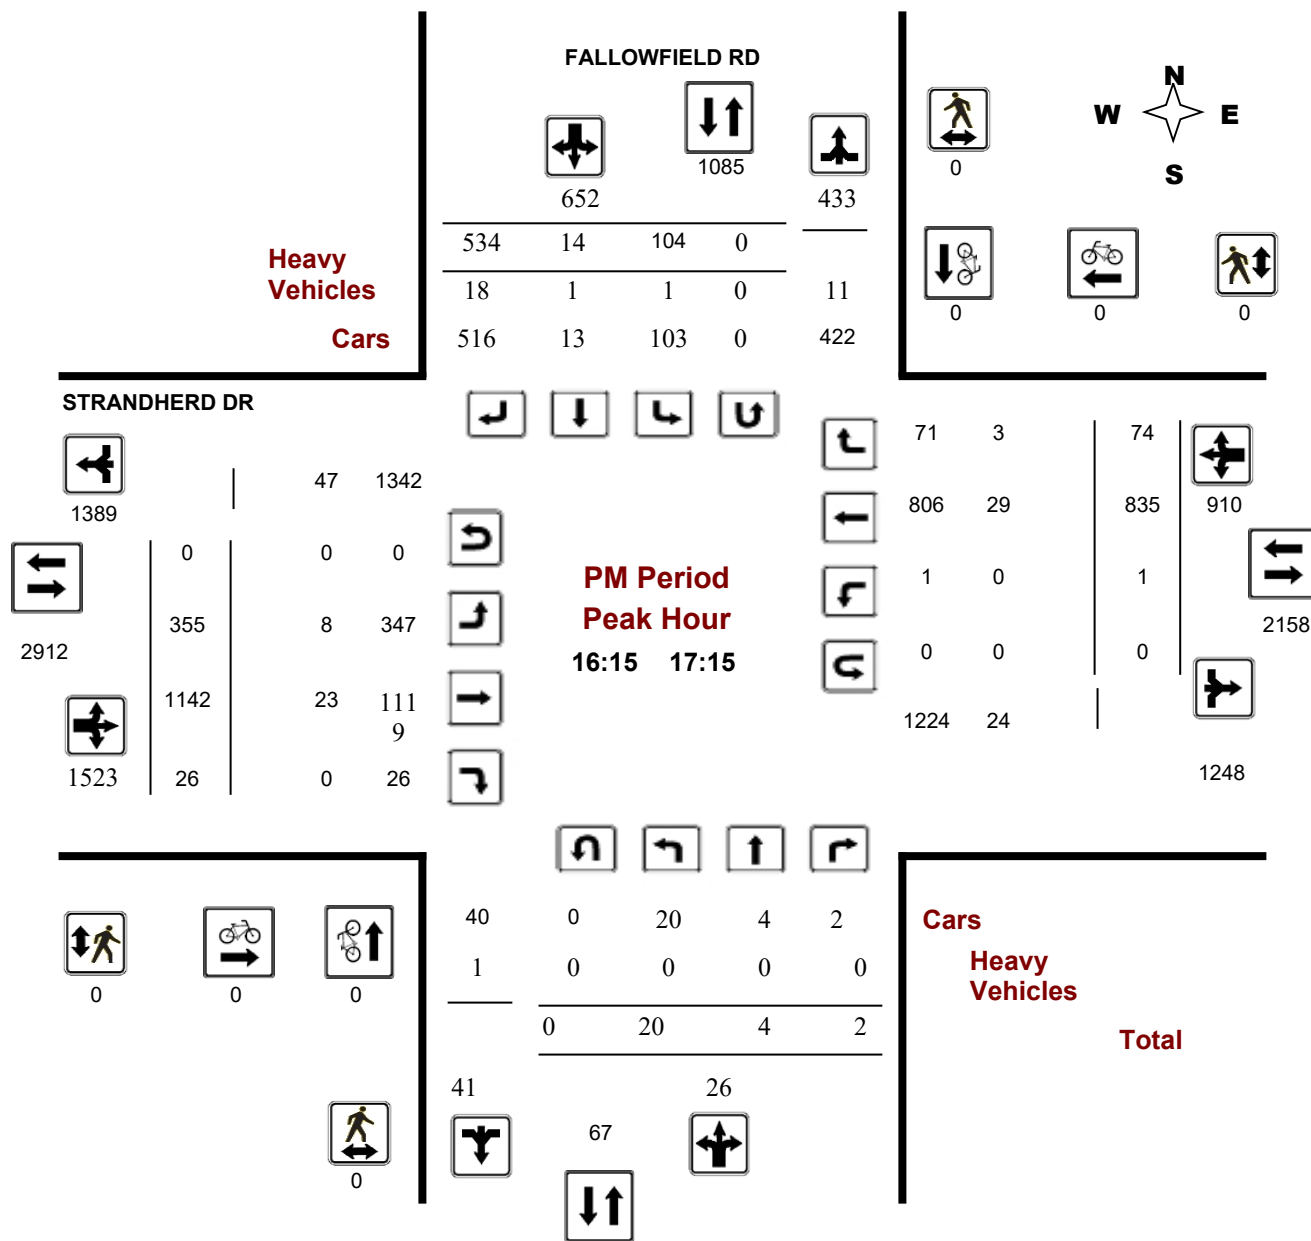 FALLOWFIELD RD
N
W E
S
1085
0
652 433
534 14 104 0
Heavy
Vehicles 18 1 1 0 11
0 0 0
Cars 516 13 103 0 422
STRANDHERD DR
71 3 74
47 1342
1389 806 29 835 910
0 0 0
PM Period
1 0 1
355 8 347
Peak Hour
2158
2912
16:15 17:15
0 0 0
1142 23 111
9
1224 24
1523 26 0 26
1248
40 0 20 4 2 Cars
1 0 0 0 0 Heavy
Vehicles
0 0 0
0 20 4 2
Total
41 26
67
0